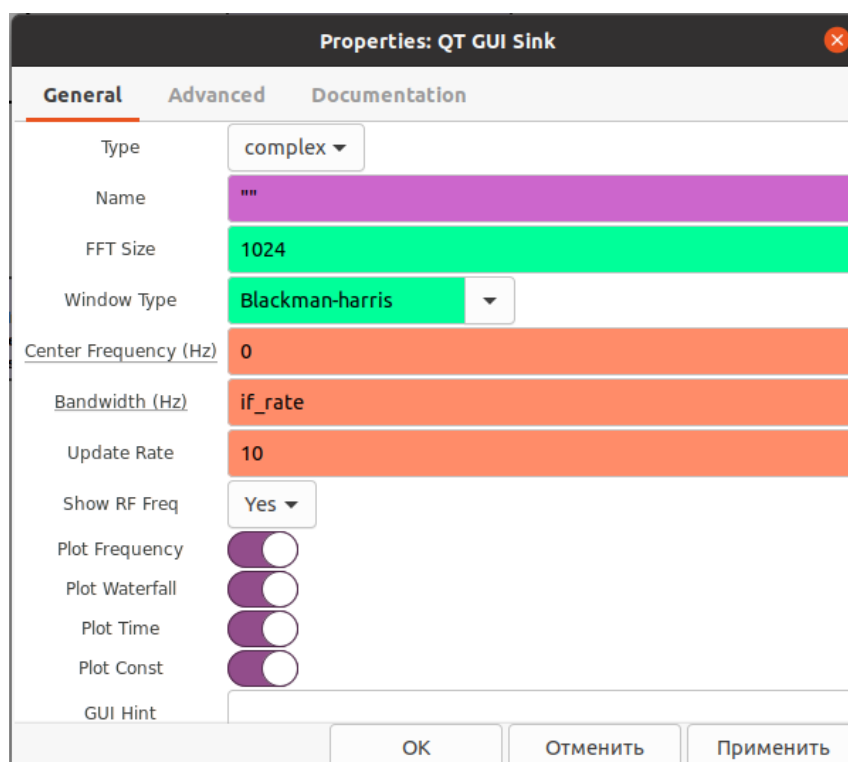 Properties: QT GUI Sink
General Advanced Documentation
Type complex
Name ""
FFT Size 1024
Window Type Blackman-harris
Center Frequency (Hz) 0
Bandwidth (Hz) if_rate
Update Rate 10
Show RF Freq Yes
Plot Frequency
Plot Waterfall
Plot Time
Plot Const
GUI Hint
OK Отменить Применить